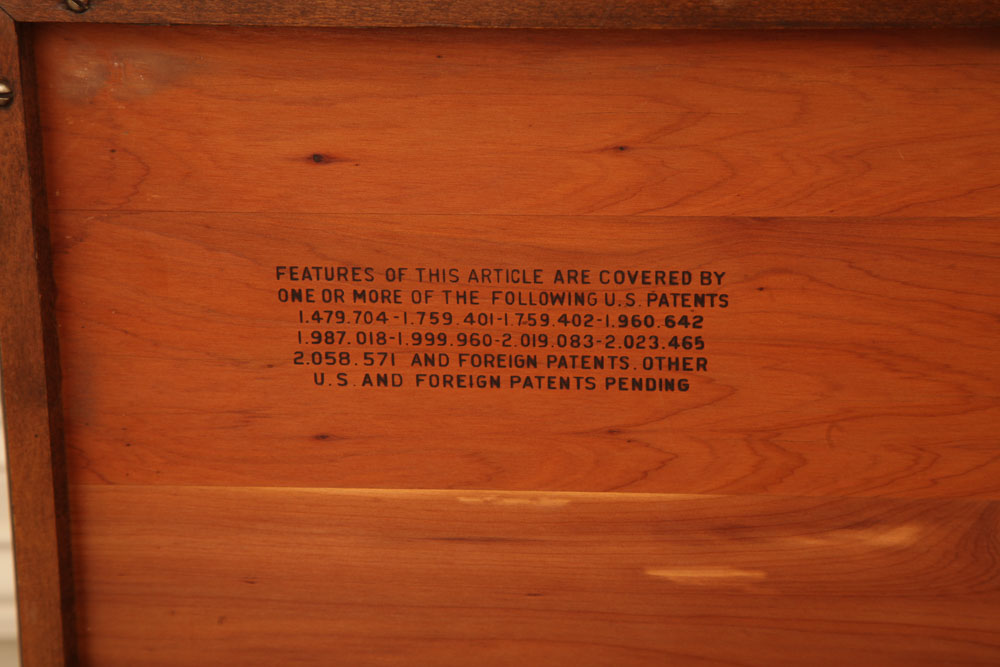 FEATURES OF THIS ARTICLE ARE COVERED BY
ONE OR MORE OF THE FOLLOWING U.S. PATENTS
1.479.704-1.759.401-1.759.402-1.960.642
1.987.018-1.999.960-2.019.083-2.023.465
2.058.571 AND FOREIGN PATENTS. OTHER
U.S. AND FOREIGN PATENTS PENDING